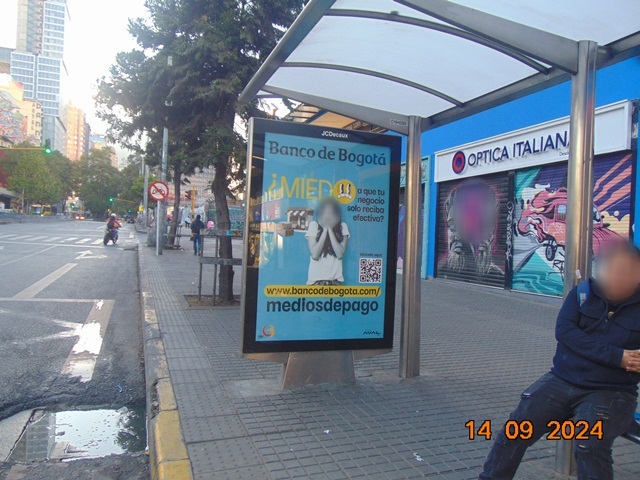 JCDecaux
Banco de Bogotá
¿MIEDO
a que tu
negocio
solo reciba
efectivo?
www.bancodebogota.com/
mediosdepago
OPTICA ITALIANA
14 09 2024